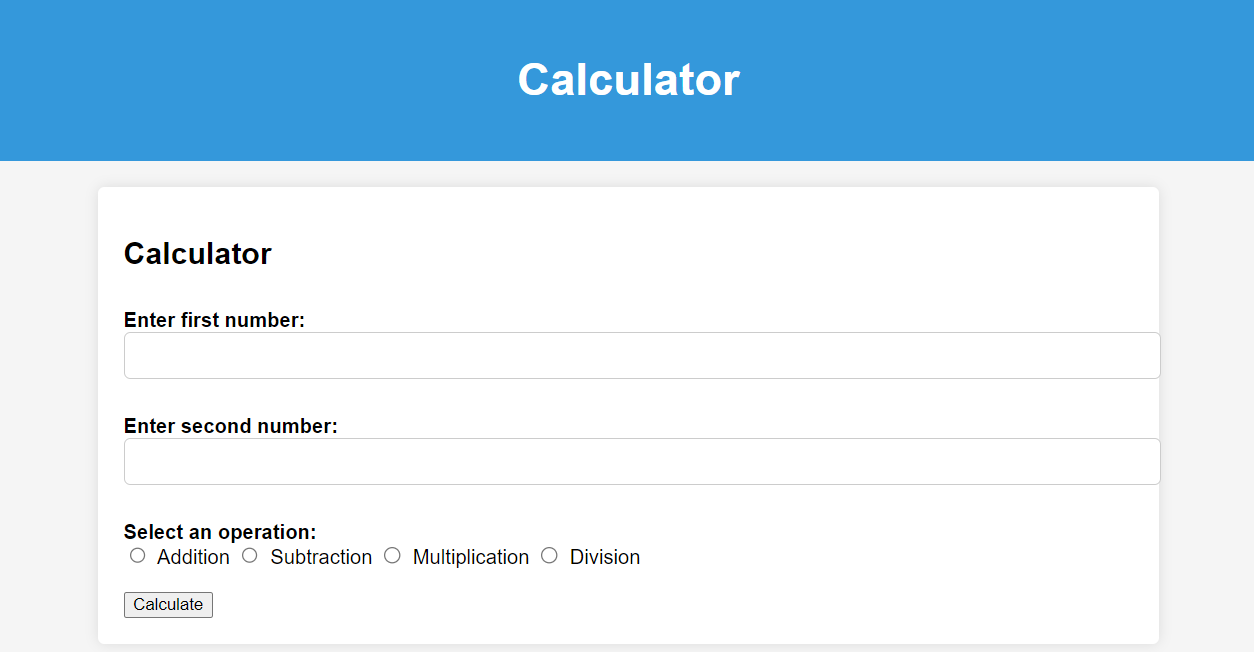 Calculator
Calculator
Enter first number:
Enter second number:
Select an operation:
Addition Subtraction Multiplication Division
Calculate